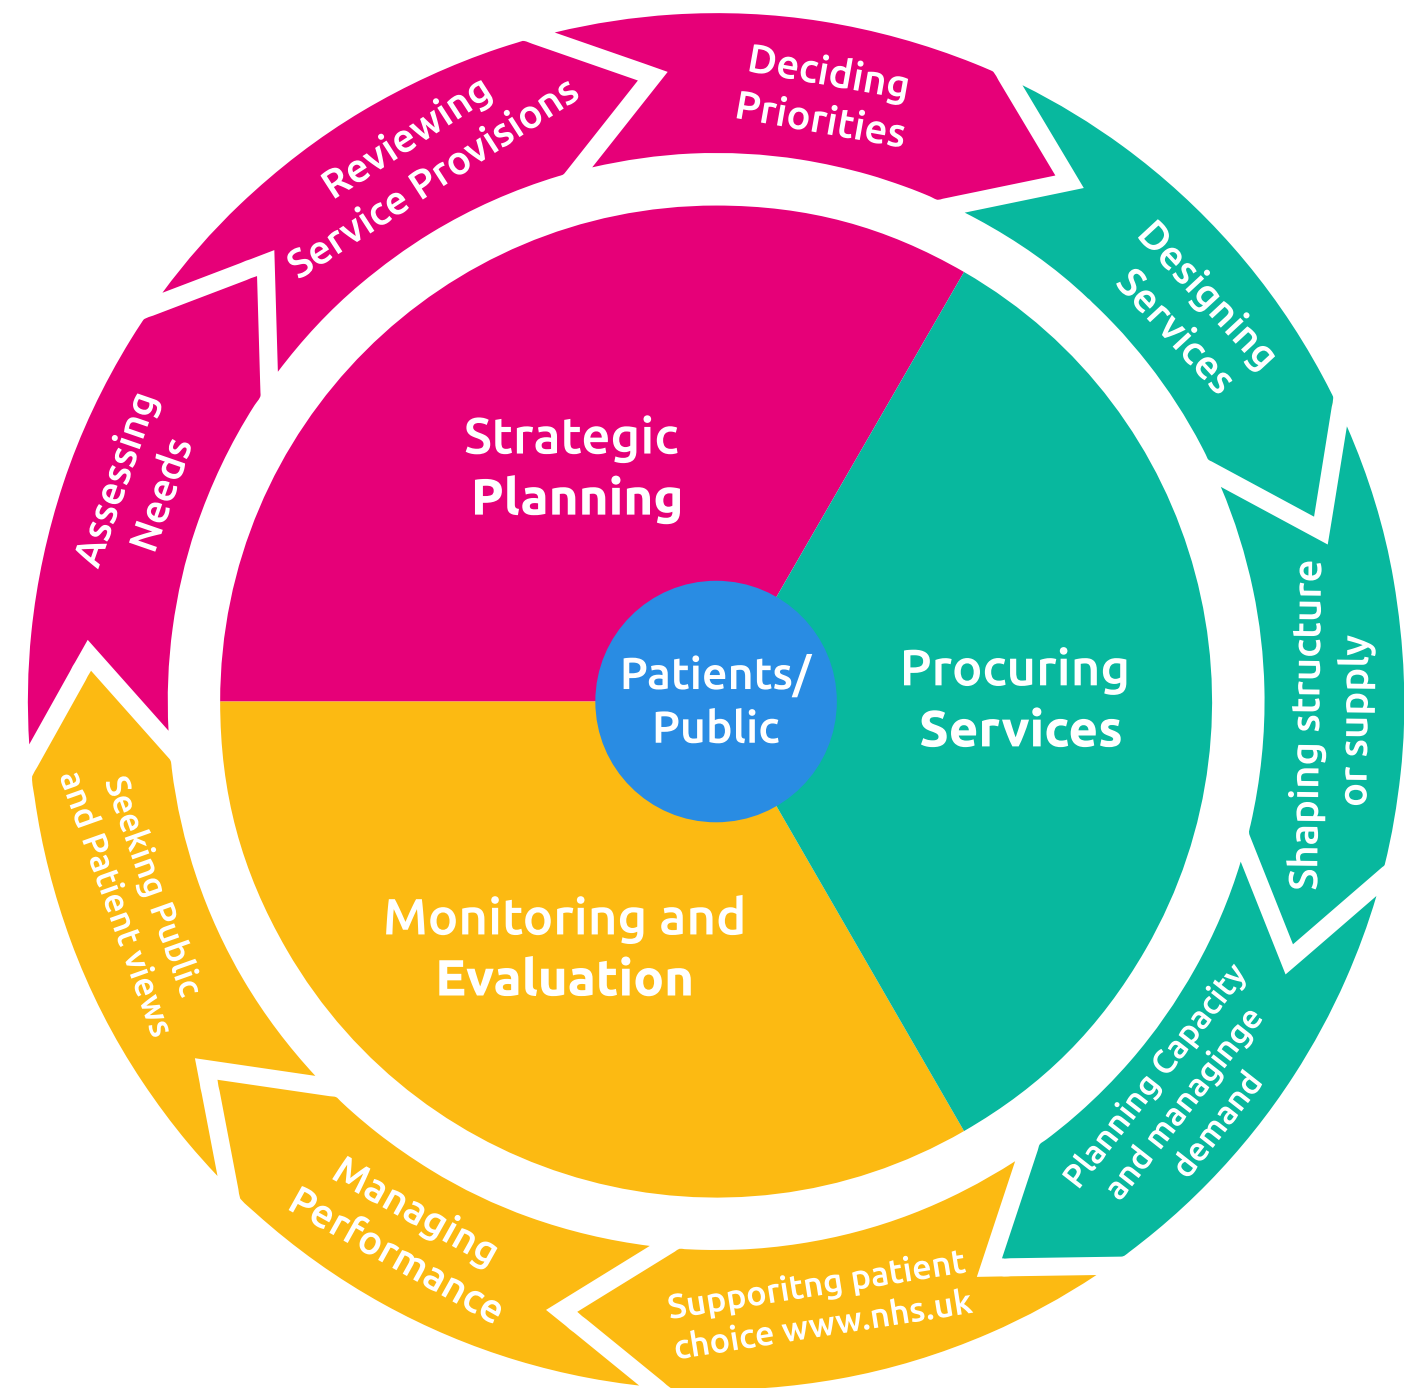 Deciding
Priorities
Designing
Services
Shaping structure
or supply
Planning Capacity
and managinge
demand
Supporitng patient
choice www.nhs.uk
Managing
Performance
Seeking Public
and Patient views
Assessing
Needs
Reviewing
Service Provisions
Strategic
Planning
Procuring
Services
Monitoring and
Evaluation
Patients/
Public